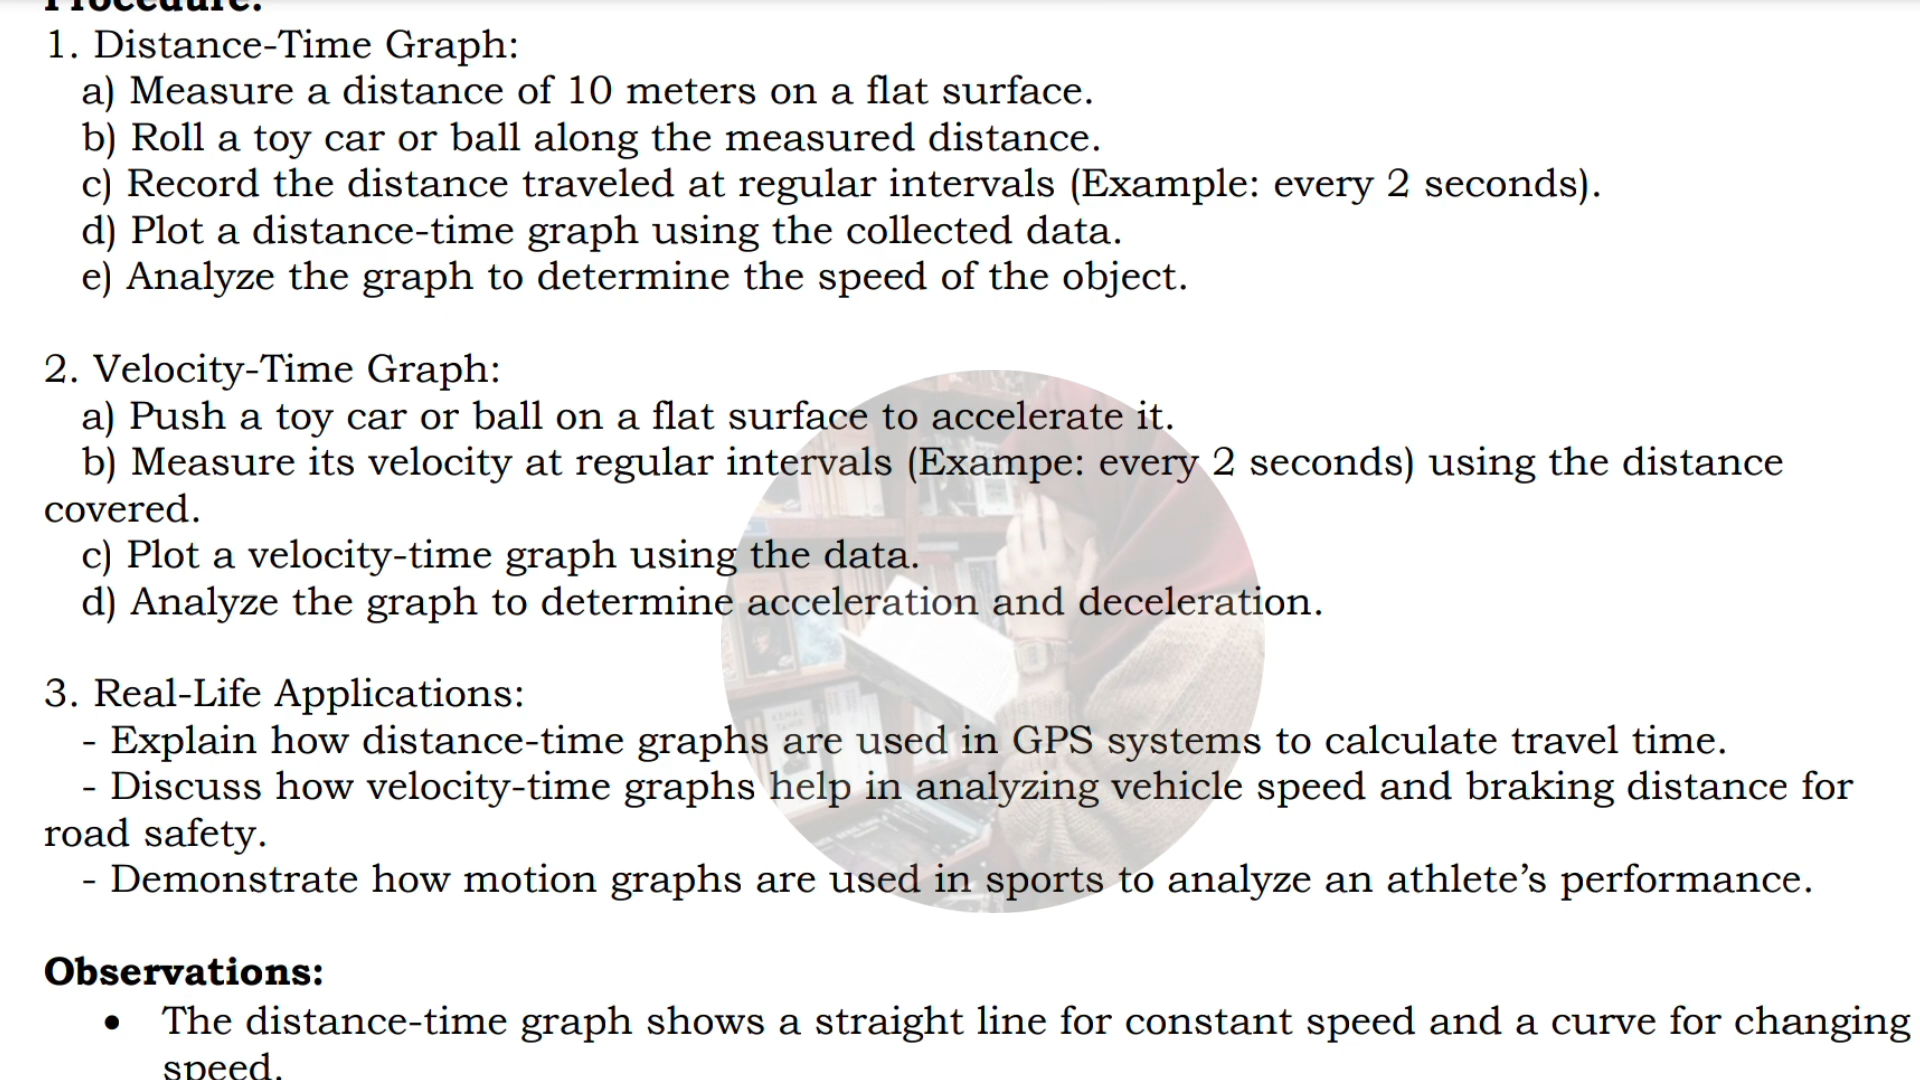 Procedure:
1. Distance-Time Graph:
a) Measure a distance of 10 meters on a flat surface.
b) Roll a toy car or ball along the measured distance.
c) Record the distance traveled at regular intervals (Example: every 2 seconds).
d) Plot a distance-time graph using the collected data.
e) Analyze the graph to determine the speed of the object.
2. Velocity-Time Graph:
a) Push a toy car or ball on a flat surface to accelerate it.
b) Measure its velocity at regular intervals (Exampe: every 2 seconds) using the distance
covered.
c) Plot a velocity-time graph using the data.
d) Analyze the graph to determine acceleration and deceleration.
3. Real-Life Applications:
- Explain how distance-time graphs are used in GPS systems to calculate travel time.
- Discuss how velocity-time graphs help in analyzing vehicle speed and braking distance for
road safety.
- Demonstrate how motion graphs are used in sports to analyze an athlete’s performance.
Observations:
• The distance-time graph shows a straight line for constant speed and a curve for changing
speed.